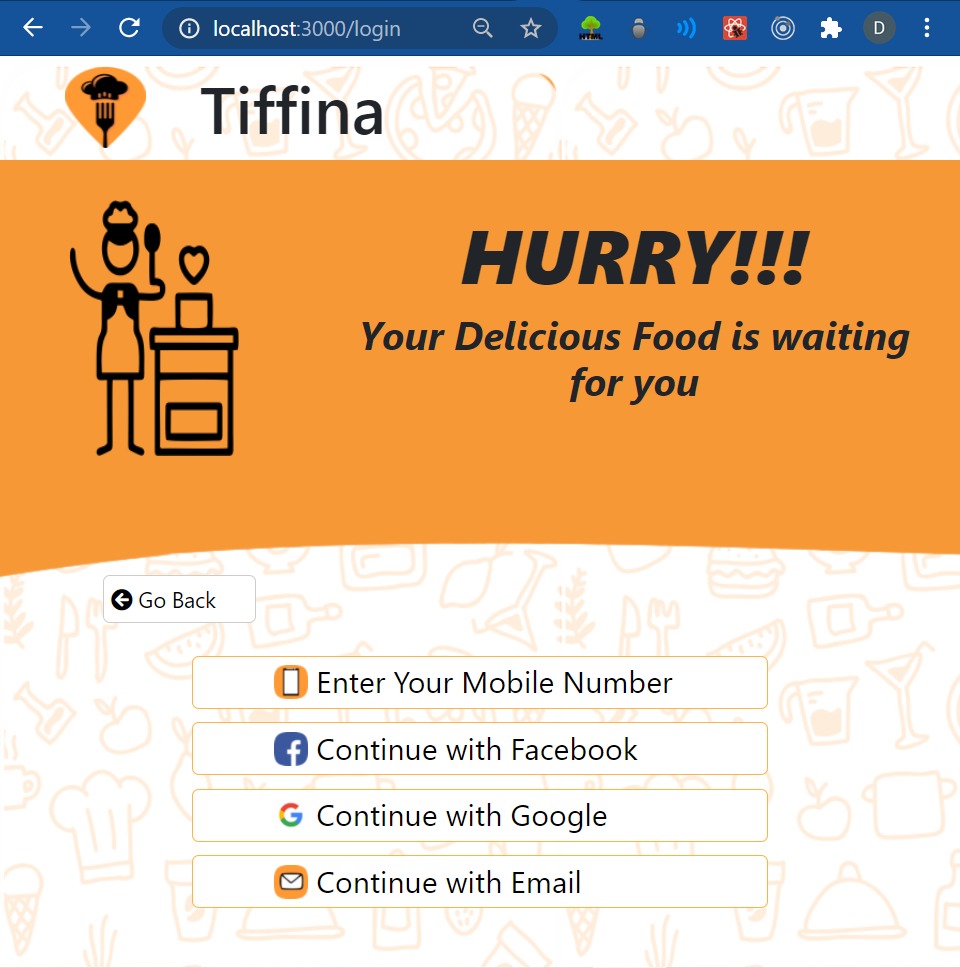 localhost:3000/login
HTML
D
Tiffina
HURRY!!!
Your Delicious Food is waiting
for you
Go Back
Enter Your Mobile Number
Continue with Facebook
Continue with Google
Continue with Email